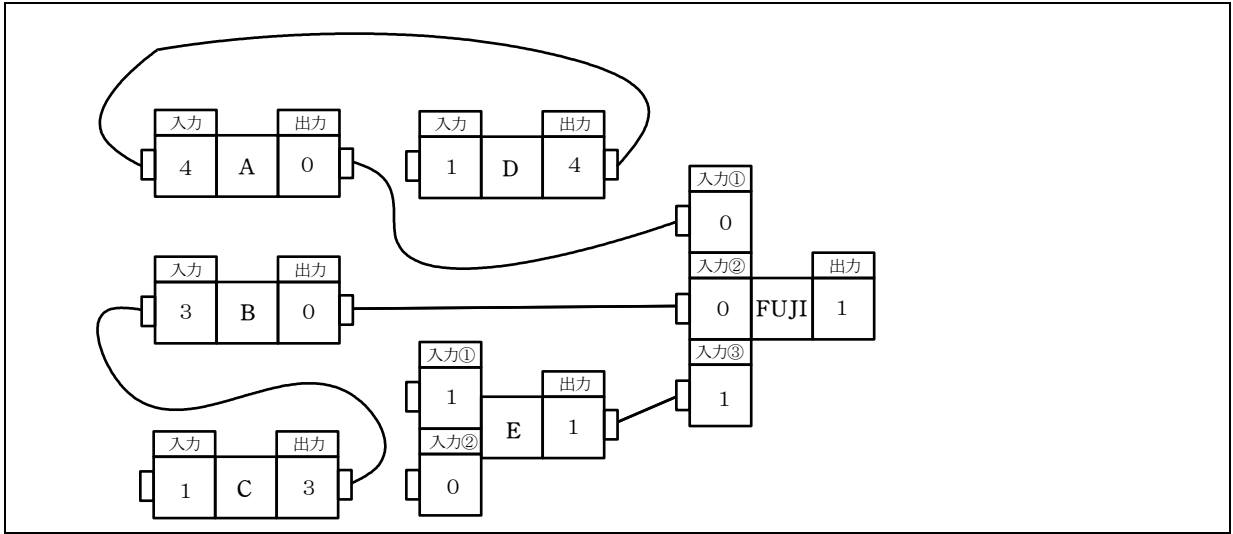 入力 出力
4 A 0
入力 出力
1 D 4
入力①
0
入力② 出力
0 FUJI 1
入力③
1
入力 出力
3 B 0
入力①
1
出力
E 1
入力②
0
入力 出力
1 C 3